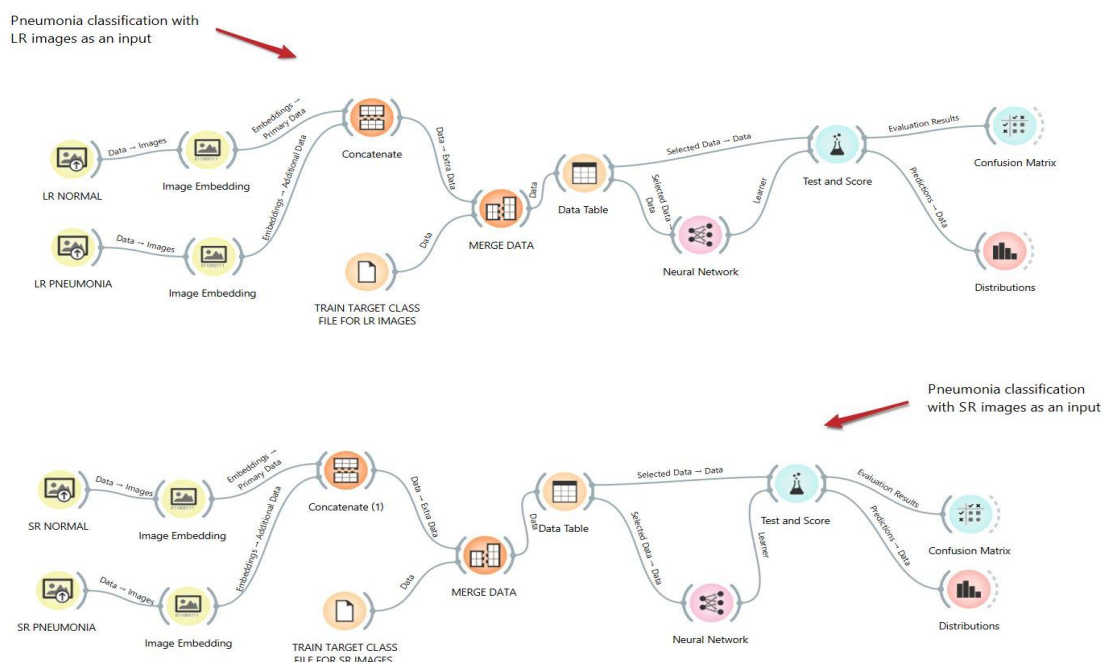 Pneumonia classification with
LR images as an input
LR NORMAL
Data → Images
Image Embedding
Embeddings →
Primary Data
Concatenate
LR PNEUMONIA
Data → Images
Image Embedding
Embeddings → Additional Data
Data → Extra Data
TRAIN TARGET CLASS
FILE FOR LR IMAGES
Data
MERGE DATA
Data
Data Table
Selected Data → Data
Selected Data →
Data
Neural Network
Learner
Test and Score
Evaluation Results
Confusion Matrix
Predictions → Data
Distributions
Pneumonia classification
with SR images as an input
SR NORMAL
Data → Images
Image Embedding
Embeddings →
Primary Data
Concatenate (1)
SR PNEUMONIA
Data → Images
Image Embedding
Embeddings → Additional Data
Data → Extra Data
TRAIN TARGET CLASS
FILE FOR SR IMAGES
Data
MERGE DATA
Data
Data Table
Selected Data → Data
Selected Data → Data
Neural Network
Learner
Test and Score
Evaluation Results
Confusion Matrix
Predictions → Data
Distributions